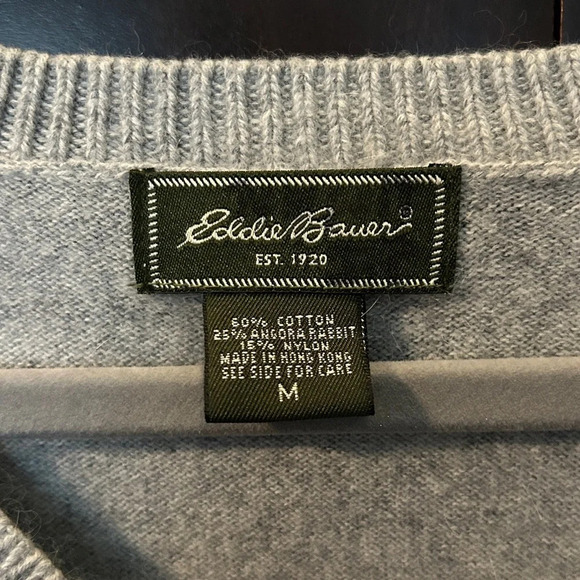 Eddie Bauer®
EST. 1920
60% COTTON
25% ANGORA RABBIT
15% NYLON
MADE IN HONG KONG
SEE SIDE FOR CARE
M